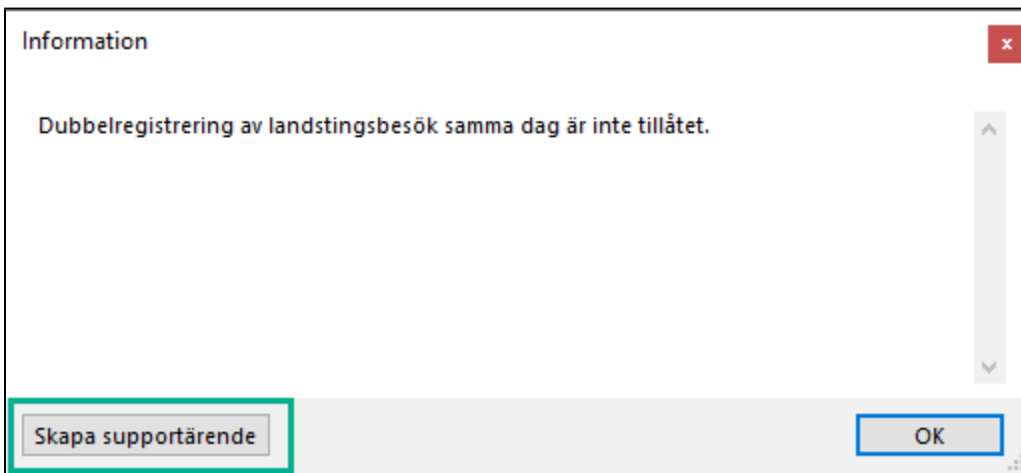 Information
x
Dubbelregistrering av landstingsbesök samma dag är inte tillåtet.
Skapa supportärende
OK